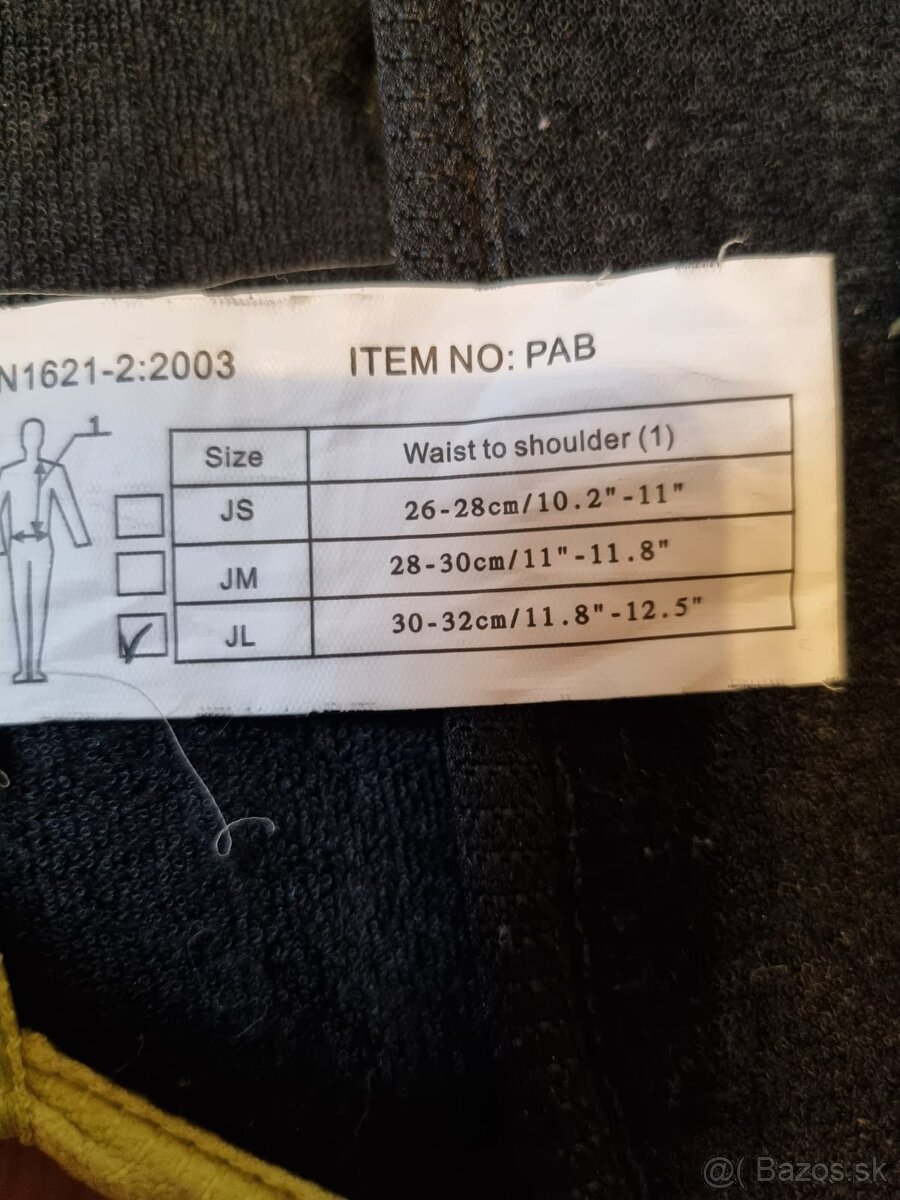 N1621-2:2003 ITEM NO: PAB
1
Size Waist to shoulder (1)
JS 26-28cm/10.2"-11"
JM 28-30cm/11"-11.8"
JL 30-32cm/11.8"-12.5"
@( Bazos.sk